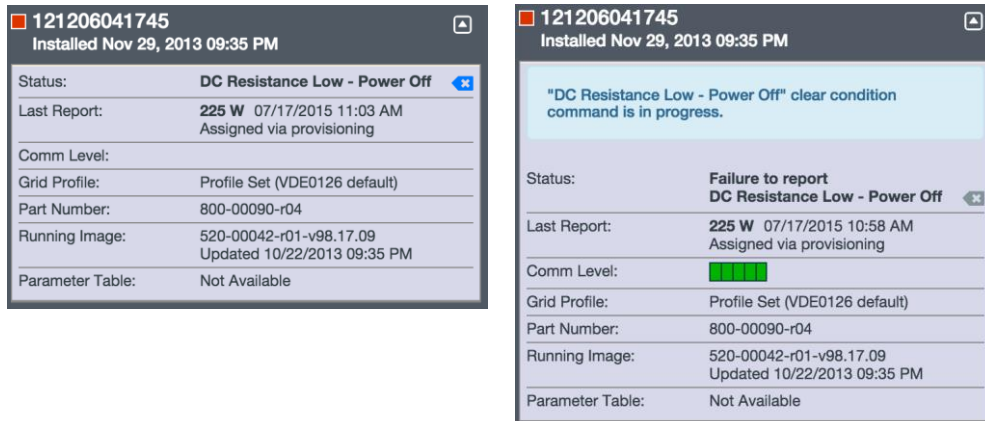 121206041745
Installed Nov 29, 2013 09:35 PM
Status: DC Resistance Low - Power Off
Last Report: 225 W 07/17/2015 11:03 AM
Assigned via provisioning
Comm Level:
Grid Profile: Profile Set (VDE0126 default)
Part Number: 800-00090-r04
Running Image: 520-00042-r01-v98.17.09
Updated 10/22/2013 09:35 PM
Parameter Table: Not Available
121206041745
Installed Nov 29, 2013 09:35 PM
"DC Resistance Low - Power Off" clear condition
command is in progress.
Status: Failure to report
DC Resistance Low - Power Off
Last Report: 225 W 07/17/2015 10:58 AM
Assigned via provisioning
Comm Level:
Grid Profile: Profile Set (VDE0126 default)
Part Number: 800-00090-r04
Running Image: 520-00042-r01-v98.17.09
Updated 10/22/2013 09:35 PM
Parameter Table: Not Available